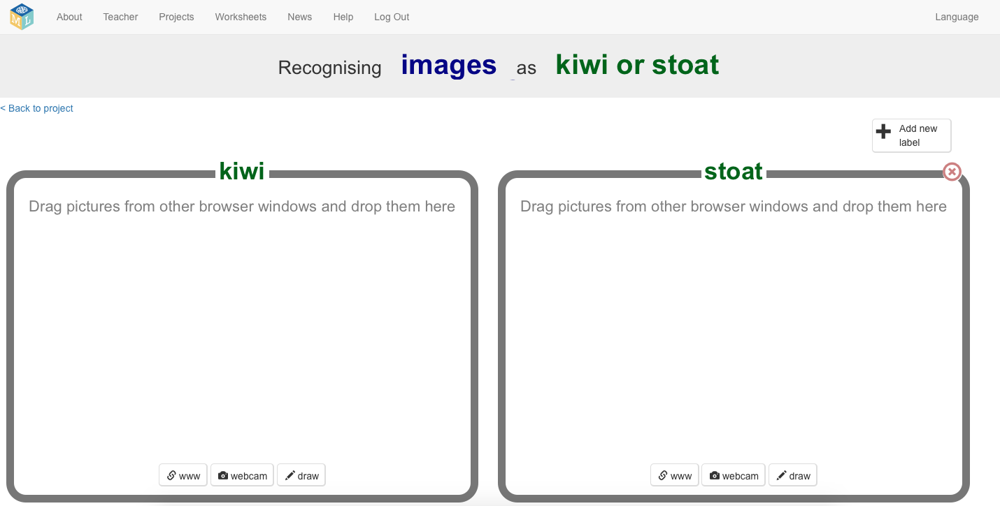 M L
About Teacher Projects Worksheets News Help Log Out Language
Recognising images as kiwi or stoat
< Back to project
Add new
label
kiwi
Drag pictures from other browser windows and drop them here
www webcam draw
stoat
Drag pictures from other browser windows and drop them here
www webcam draw